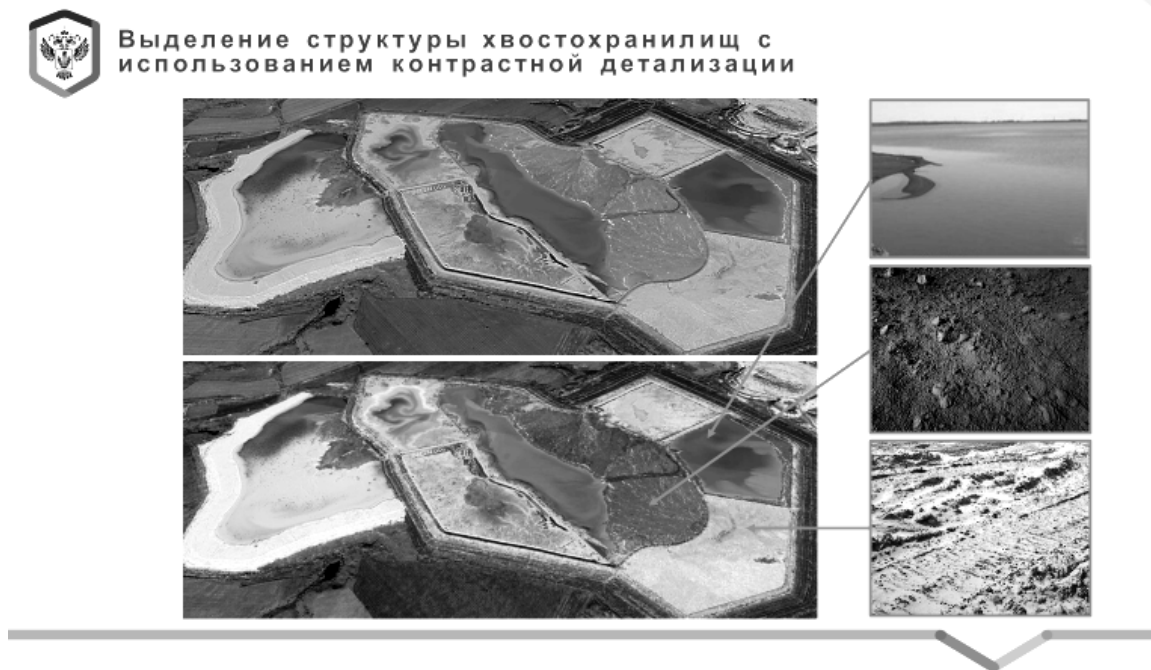 Выделение структуры хвостохранилищ с
использованием контрастной детализации